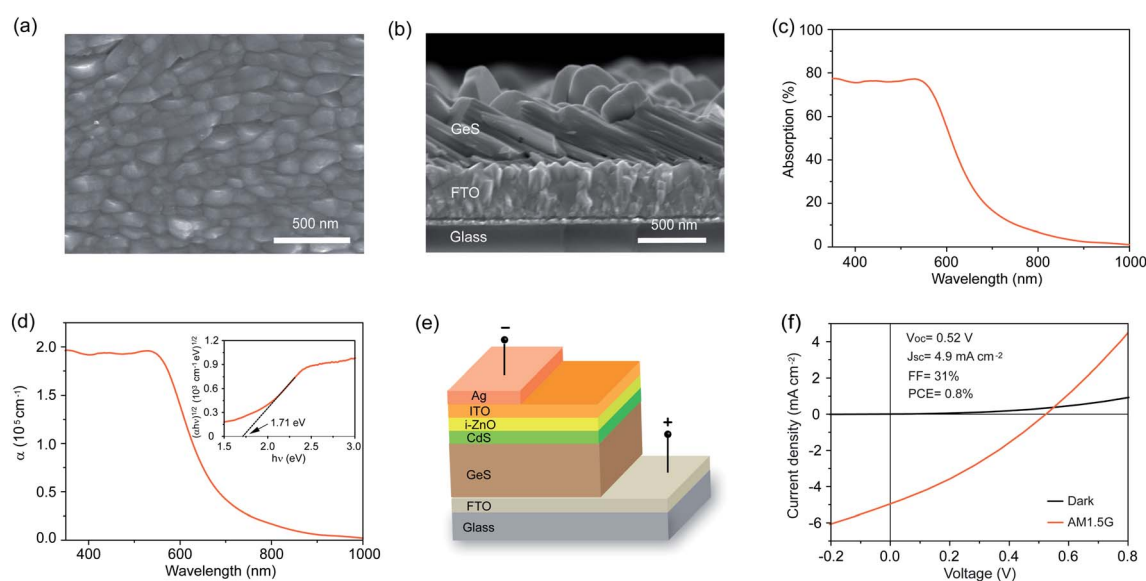 (a)
500 nm
(b)
GeS
FTO
Glass
500 nm
(c)
100
80
60
40
20
0
Absorption (%)
400 600 800 1000
Wavelength (nm)
(d)
2.0
1.5
1.0
0.5
0.0
α (10⁵ cm⁻¹)
400 600 800 1000
Wavelength (nm)
1.2
0.9
0.6
0.3
0
(αhν)¹/² (10³ cm⁻¹ eV)¹/²
1.71 eV
1.5 2.0 2.5 3.0
hν (eV)
(e)
−
Ag
ITO
i-ZnO
CdS
GeS
+
FTO
Glass
(f)
4
2
0
-2
-4
-6
Current density (mA cm⁻²)
Voc= 0.52 V
Jsc= 4.9 mA cm⁻²
FF= 31%
PCE= 0.8%
Dark
AM1.5G
-0.2 0.0 0.2 0.4 0.6 0.8
Voltage (V)